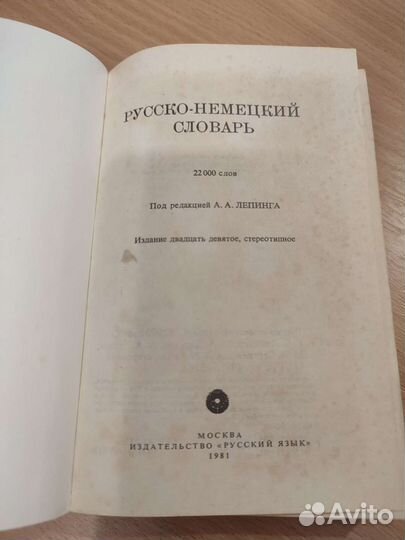 РУССКО-НЕМЕЦКИЙ
СЛОВАРЬ
22 000 слов
Под редакцией А. А. ЛЕПИНГА
Издание двадцать девятое, стереотипное
МОСКВА
ИЗДАТЕЛЬСТВО «РУССКИЙ ЯЗЫК»
1981
Avito